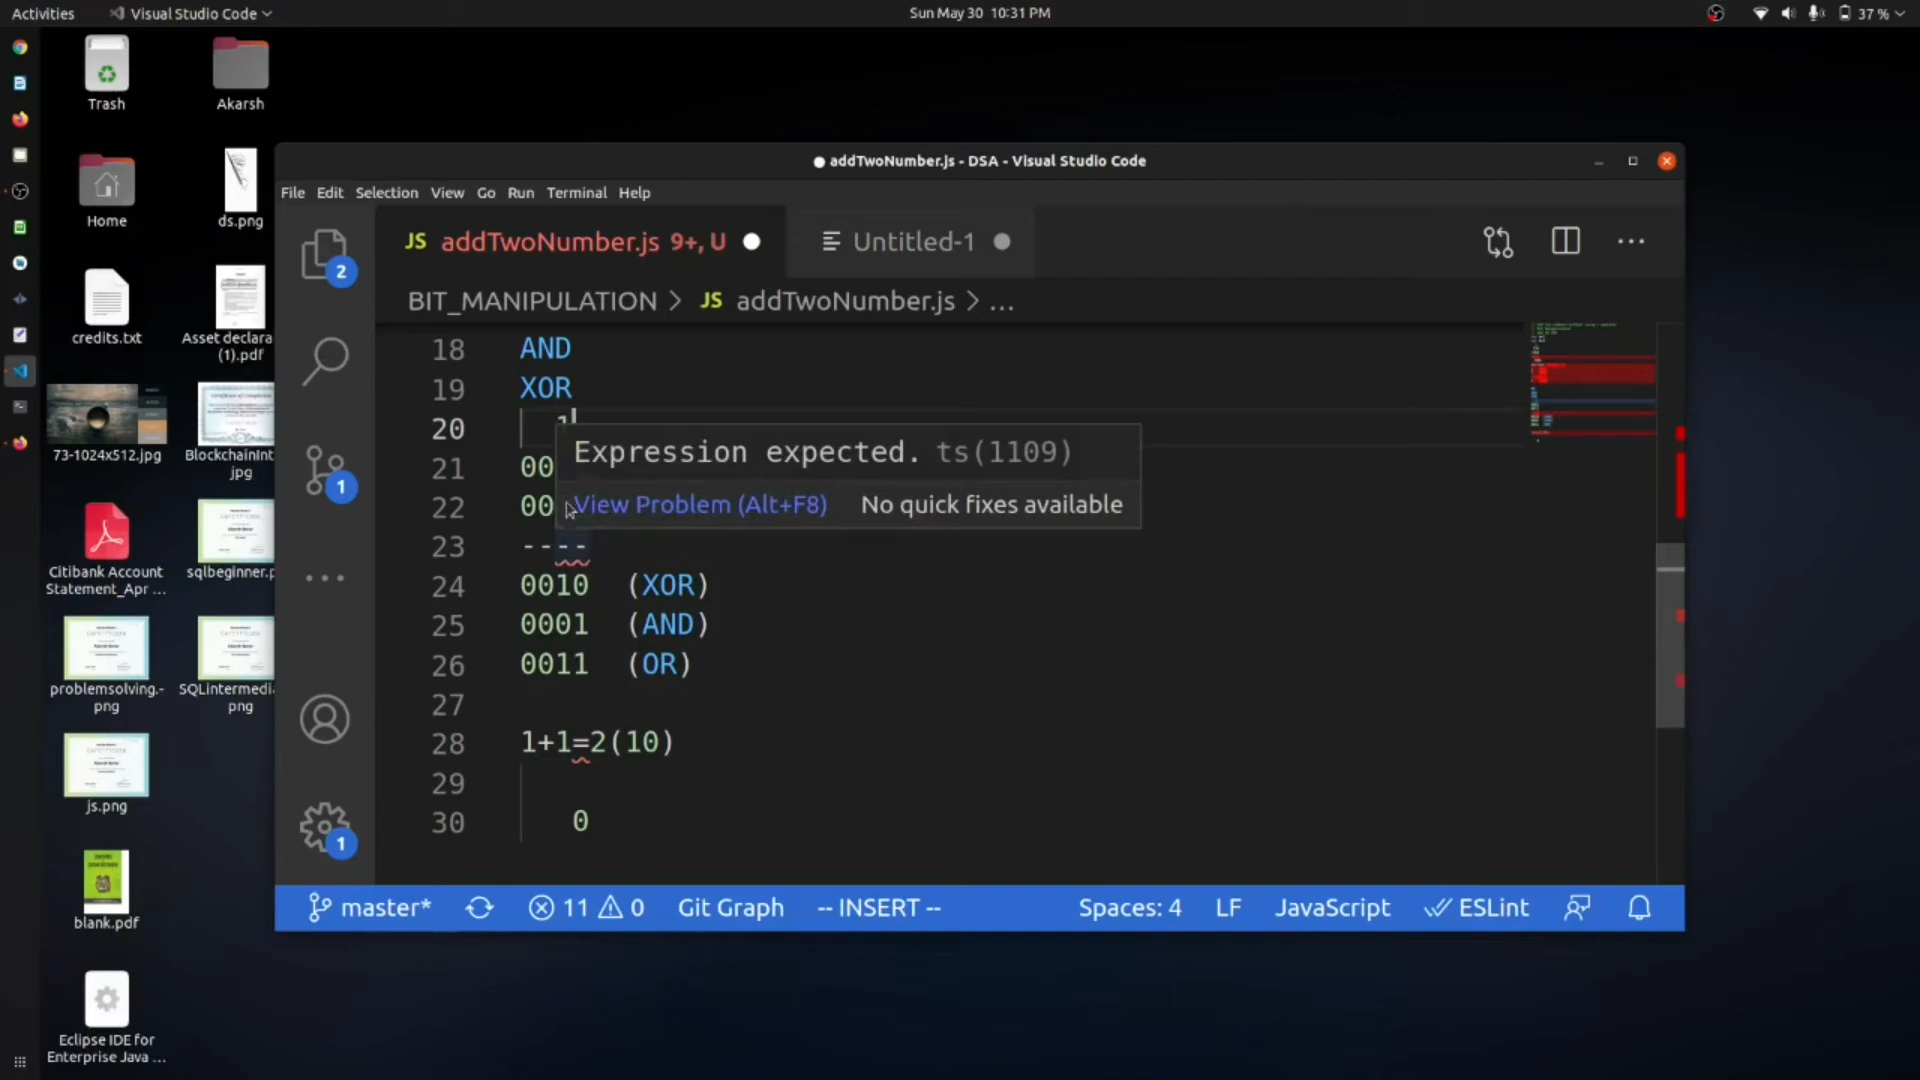 Activities Visual Studio Code Sun May 30 10:31 PM 37 %
Trash
Akarsh
Home
ds.png
credits.txt
Asset declara
(1).pdf
73-1024x512.jpg
BlockchainInt
jpg
Citibank Account
Statement_Apr ...
sqlbeginner.p
problemsolving.-
png
SQLintermedi
png
js.png
blank.pdf
Eclipse IDE for
Enterprise Java ...
● addTwoNumber.js - DSA - Visual Studio Code
File Edit Selection View Go Run Terminal Help
JS addTwoNumber.js 9+, U ● Untitled-1 ●
BIT_MANIPULATION > JS addTwoNumber.js > ...
2
1
1
18 AND
19 XOR
20 1
21 00
22 00
Expression expected. ts(1109)
View Problem (Alt+F8) No quick fixes available
23 ----
24 0010 (XOR)
25 0001 (AND)
26 0011 (OR)
27
28 1+1=2(10)
29
30 0
master* 11 0 Git Graph -- INSERT -- Spaces: 4 LF JavaScript ESLint